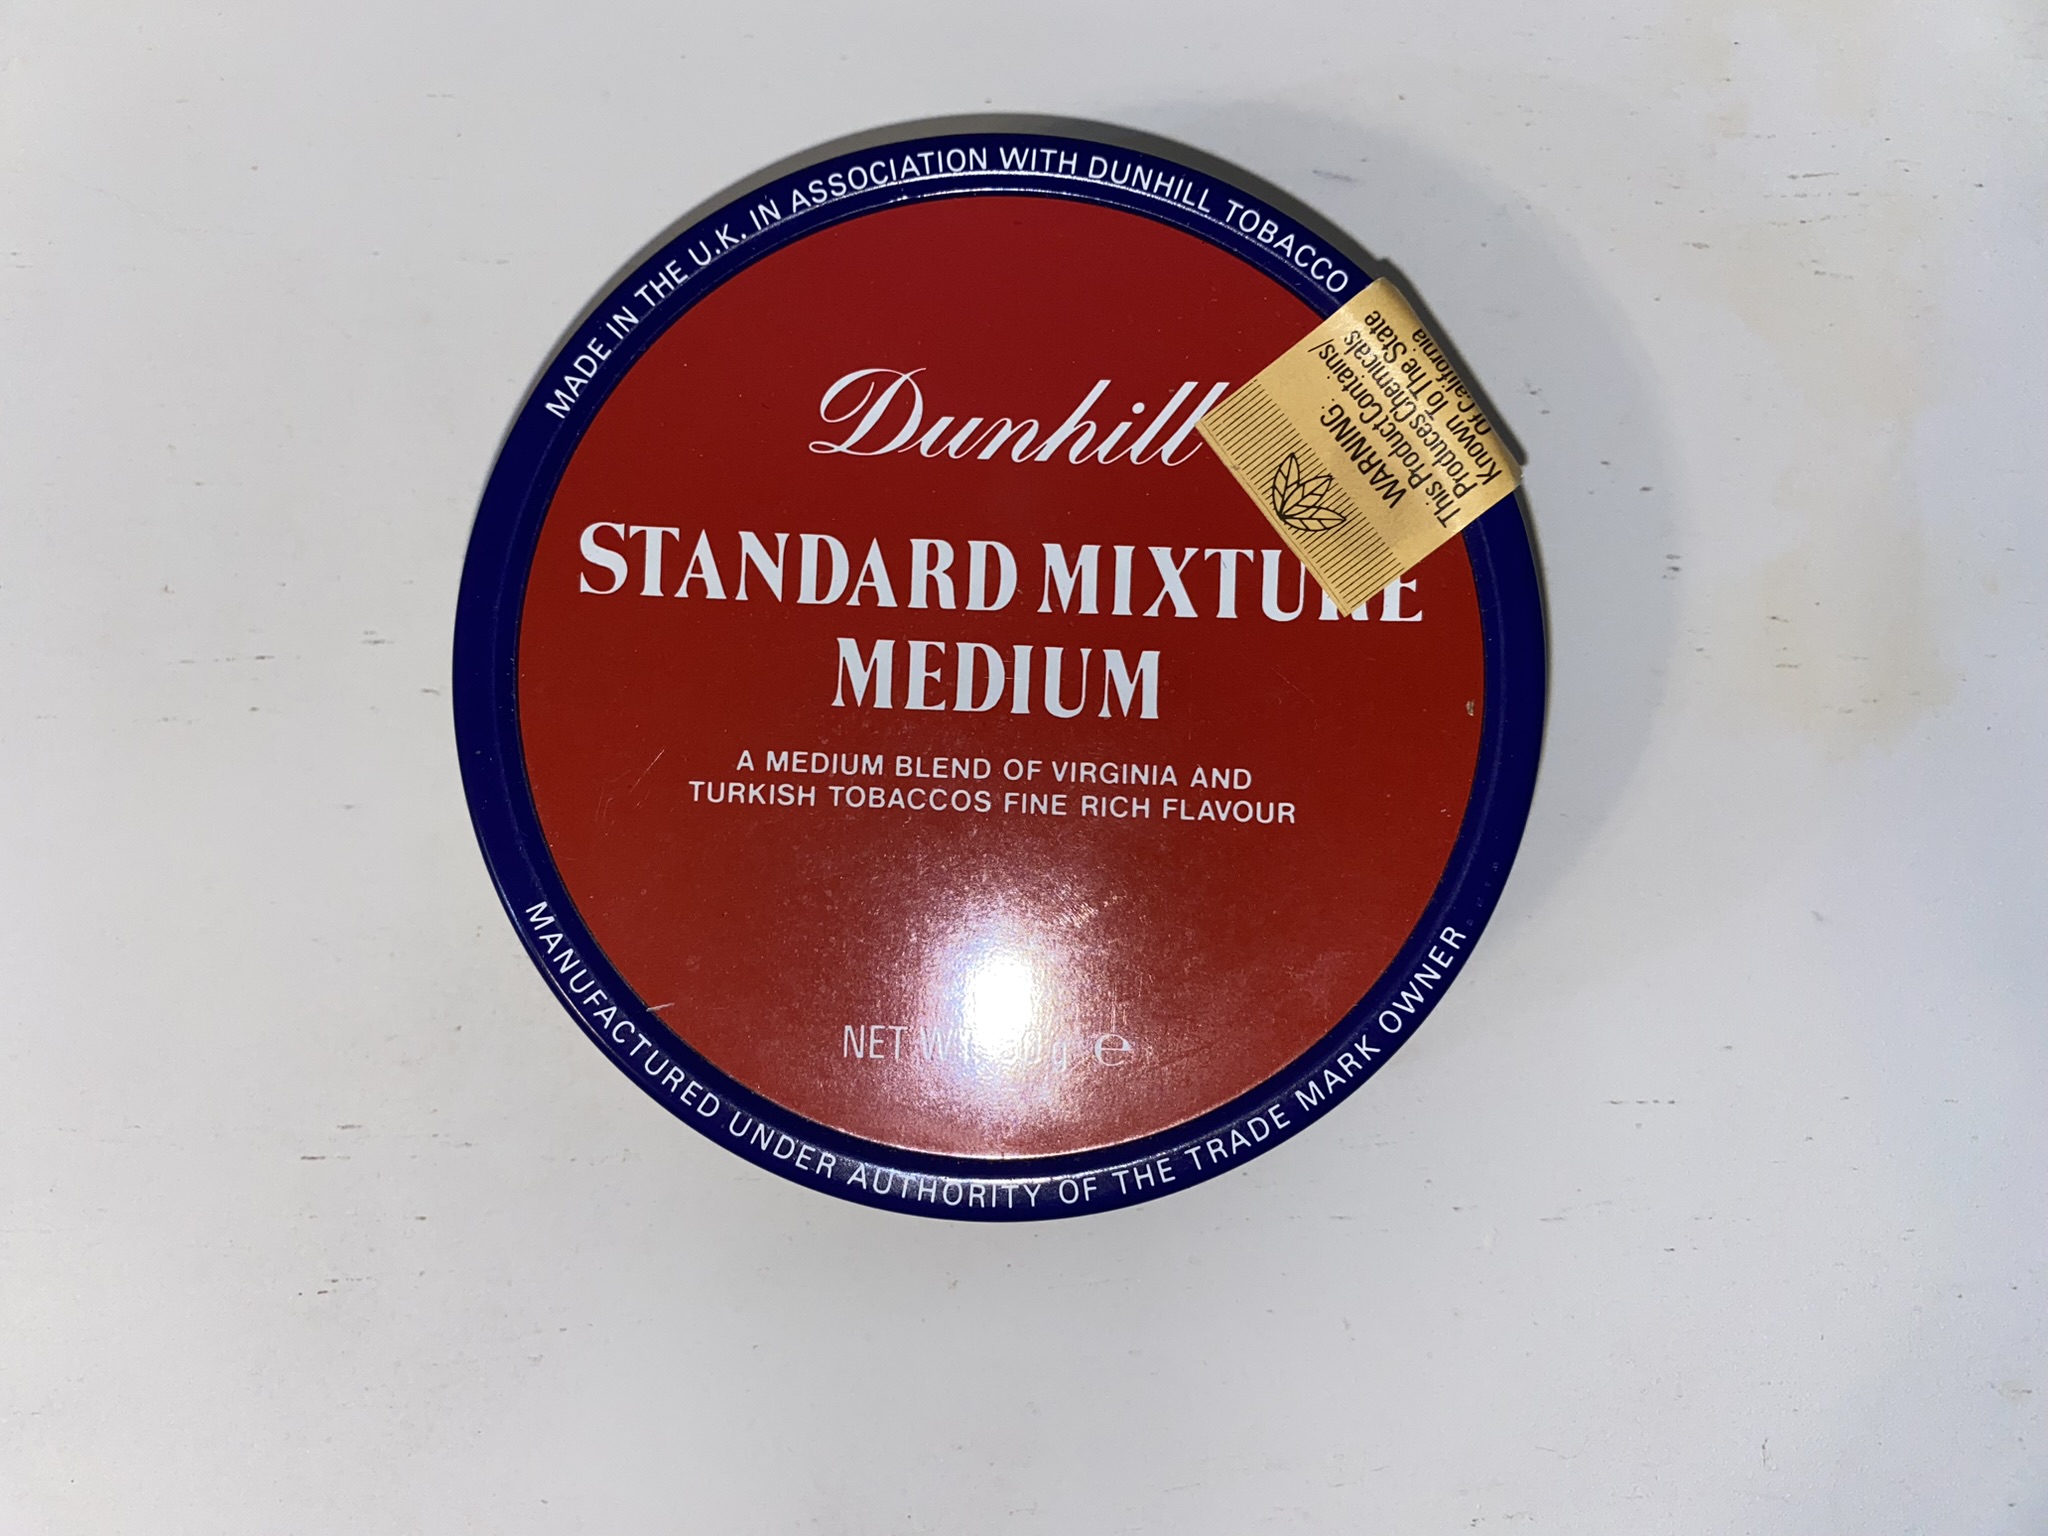 MADE IN THE U.K. IN ASSOCIATION WITH DUNHILL TOBACCO
Dunhill
STANDARD MIXTURE
MEDIUM
A MEDIUM BLEND OF VIRGINIA AND
TURKISH TOBACCOS FINE RICH FLAVOUR
NET WT. e
MANUFACTURED UNDER AUTHORITY OF THE TRADE MARK OWNER
WARNING:
This Product Contains/
Produces Chemicals
Known To The State
Of California